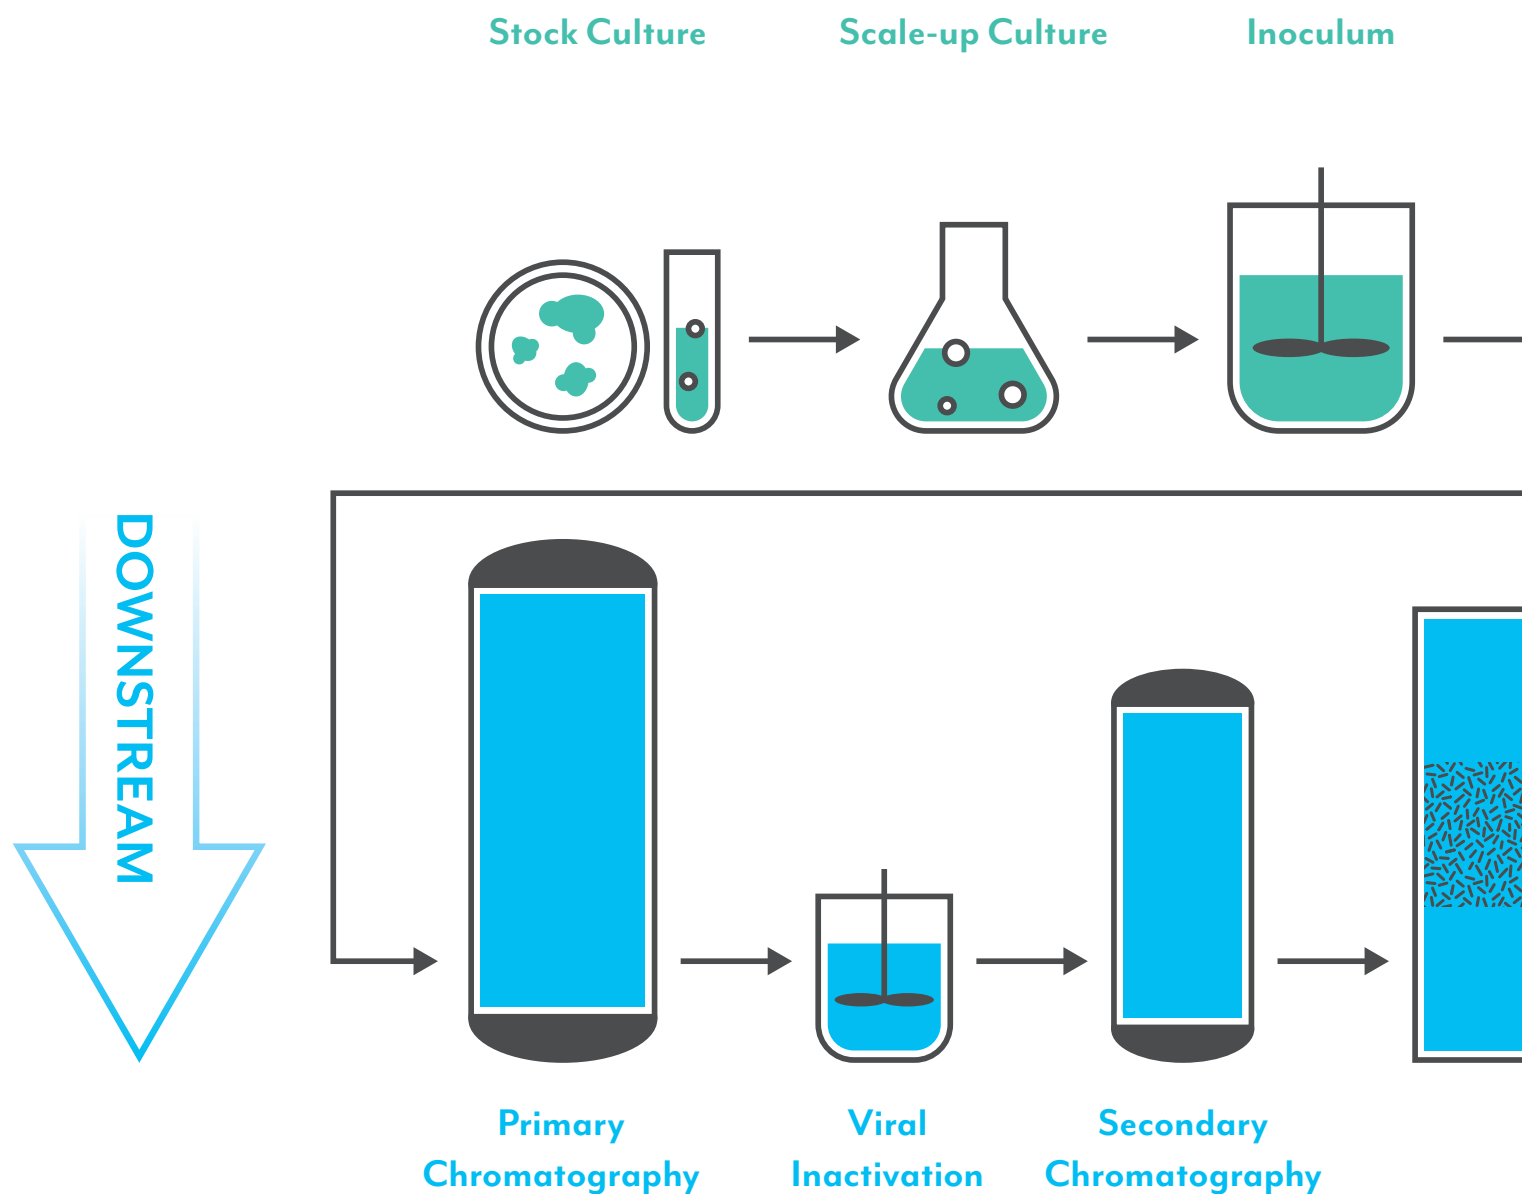 Stock Culture
Scale-up Culture
Inoculum
DOWNSTREAM
Primary
Chromatography
Viral
Inactivation
Secondary
Chromatography